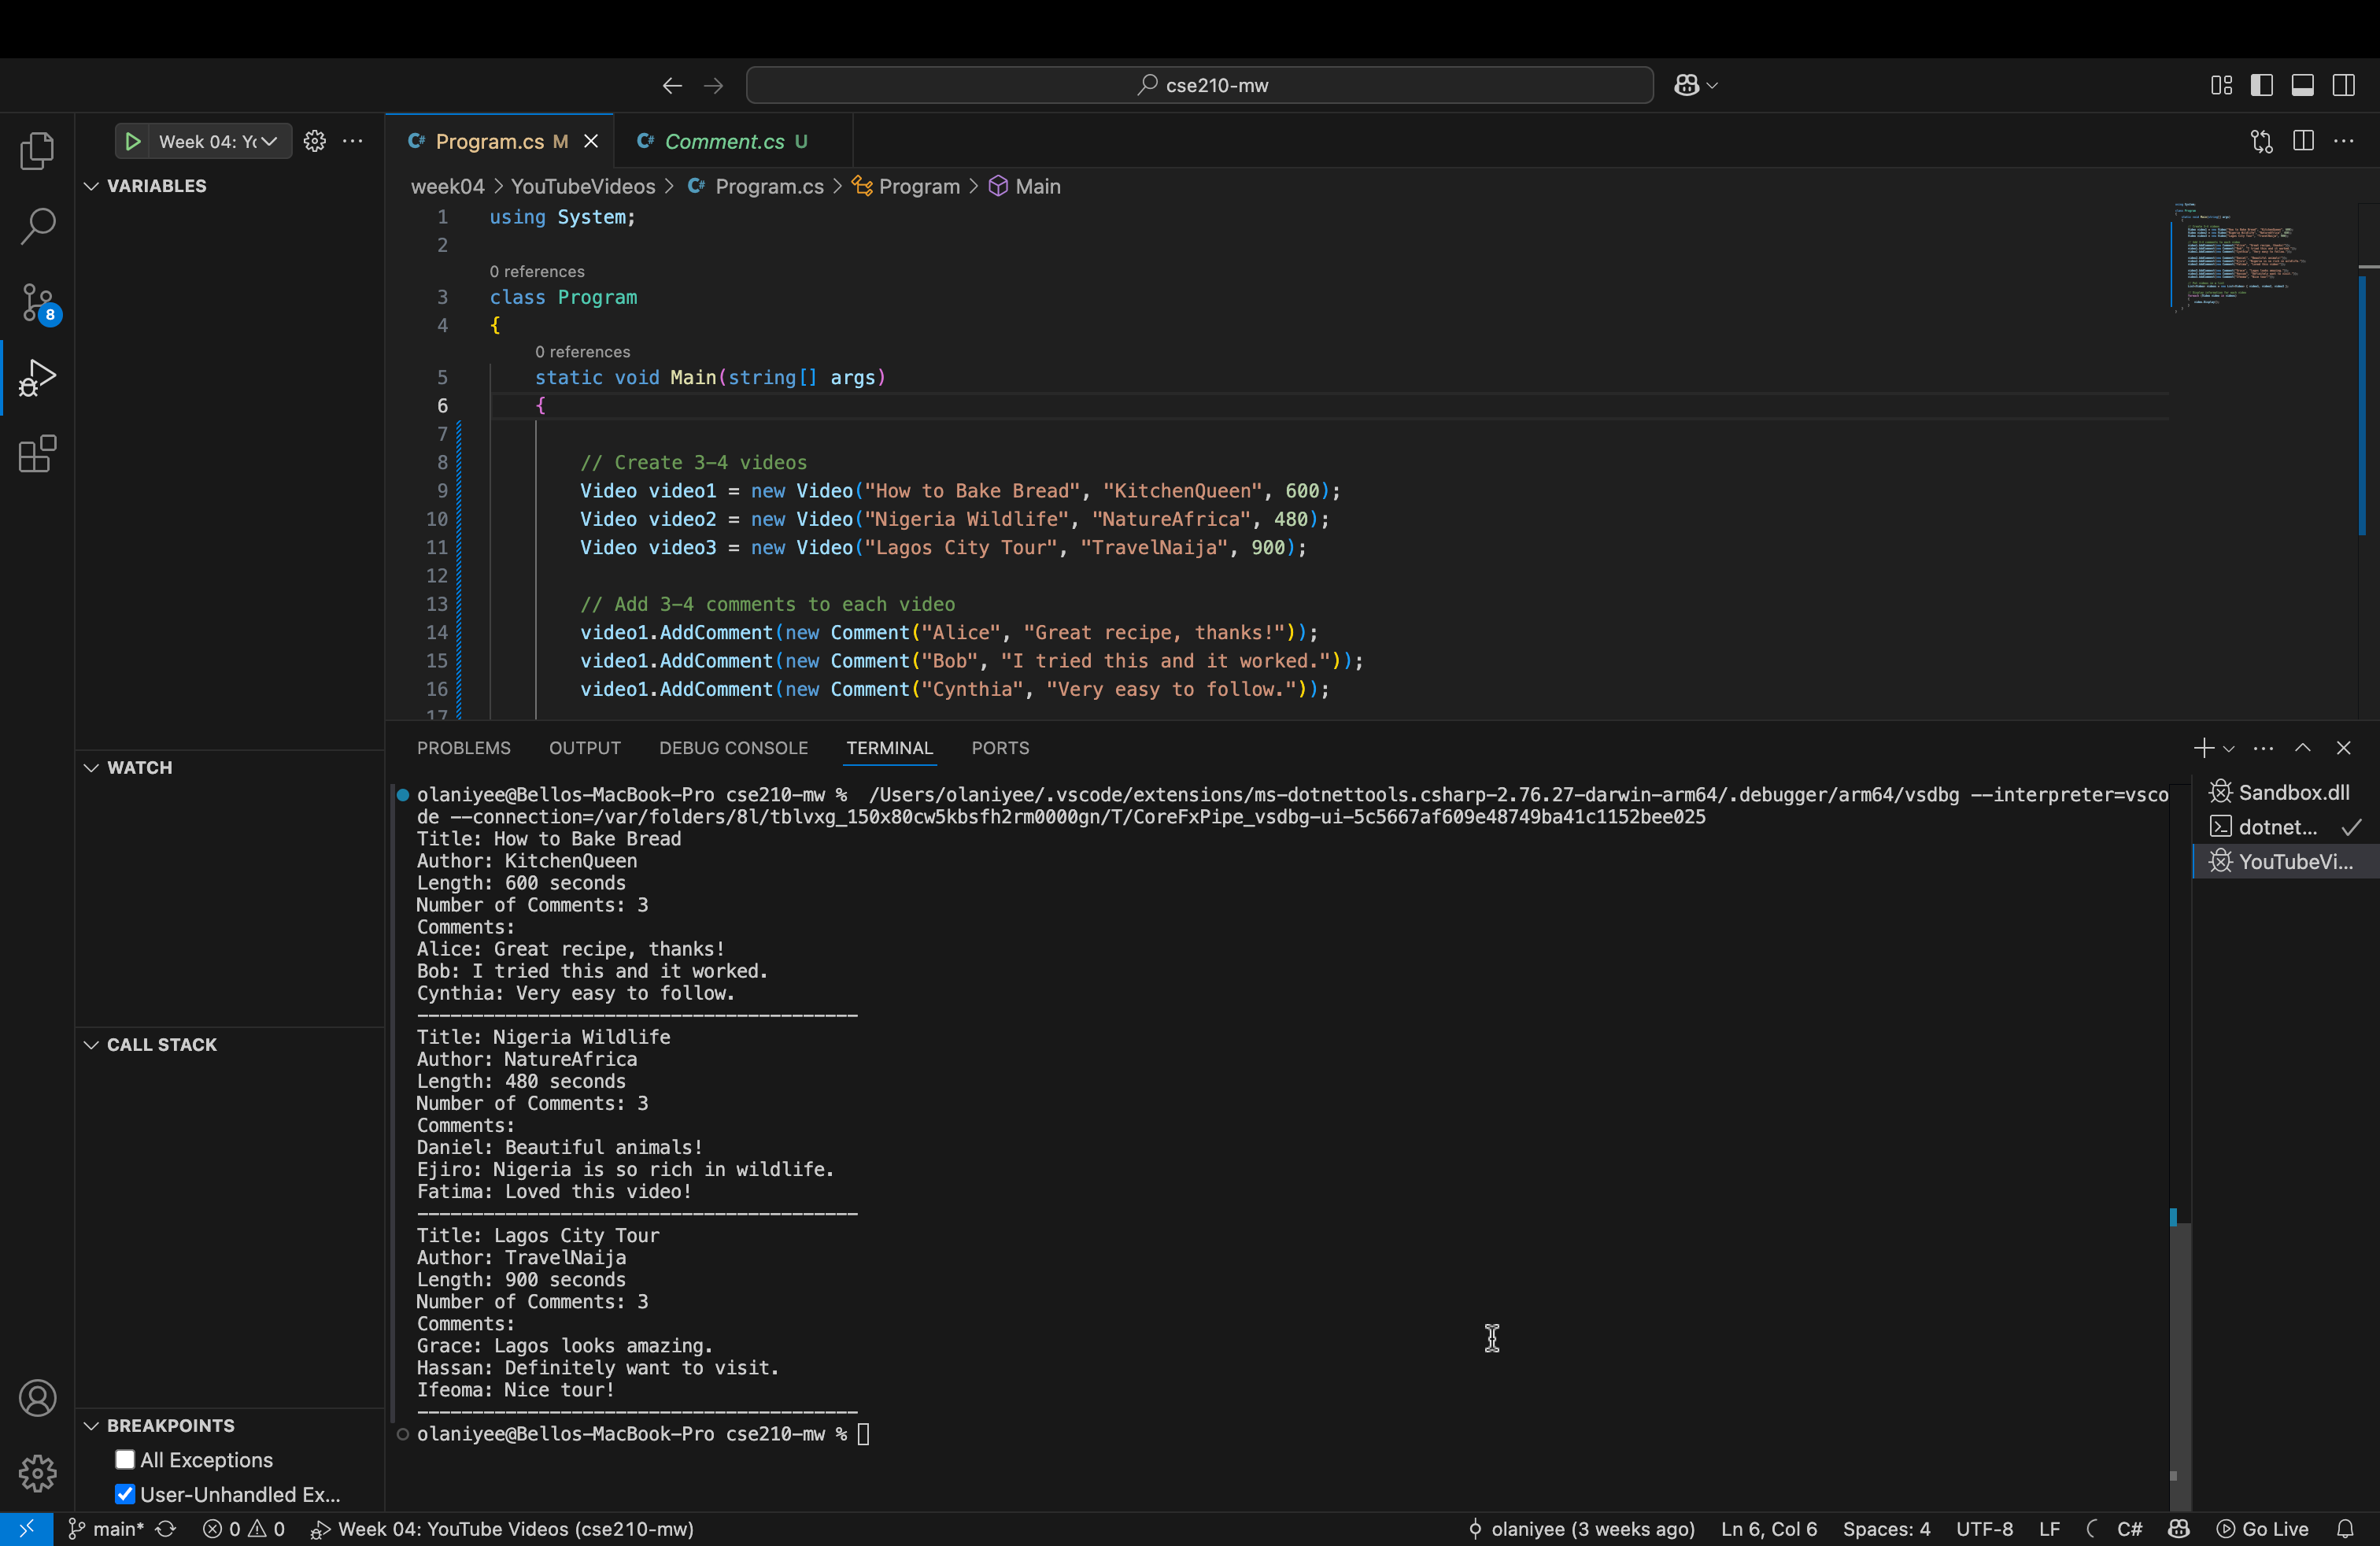 cse210-mw
Week 04: Yo
Program.cs M
Comment.cs U
VARIABLES
week04 > YouTubeVideos > Program.cs > Program > Main
1 using System;
2
0 references
3 class Program
4 {
0 references
5 static void Main(string[] args)
6 {
7
8 // Create 3-4 videos
9 Video video1 = new Video("How to Bake Bread", "KitchenQueen", 600);
10 Video video2 = new Video("Nigeria Wildlife", "NatureAfrica", 480);
11 Video video3 = new Video("Lagos City Tour", "TravelNaija", 900);
12
13 // Add 3-4 comments to each video
14 video1.AddComment(new Comment("Alice", "Great recipe, thanks!"));
15 video1.AddComment(new Comment("Bob", "I tried this and it worked."));
16 video1.AddComment(new Comment("Cynthia", "Very easy to follow."));
17
8
WATCH
CALL STACK
BREAKPOINTS
All Exceptions
User-Unhandled Ex...
PROBLEMS OUTPUT DEBUG CONSOLE TERMINAL PORTS
olaniyee@Bellos-MacBook-Pro cse210-mw % /Users/olaniyee/.vscode/extensions/ms-dotnettools.csharp-2.76.27-darwin-arm64/.debugger/arm64/vsdbg --interpreter=vsco
de --connection=/var/folders/8l/tblvxg_150x80cw5kbsfh2rm0000gn/T/CoreFxPipe_vsdbg-ui-5c5667af609e48749ba41c1152bee025
Title: How to Bake Bread
Author: KitchenQueen
Length: 600 seconds
Number of Comments: 3
Comments:
Alice: Great recipe, thanks!
Bob: I tried this and it worked.
Cynthia: Very easy to follow.
----------------------------------------
Title: Nigeria Wildlife
Author: NatureAfrica
Length: 480 seconds
Number of Comments: 3
Comments:
Daniel: Beautiful animals!
Ejiro: Nigeria is so rich in wildlife.
Fatima: Loved this video!
----------------------------------------
Title: Lagos City Tour
Author: TravelNaija
Length: 900 seconds
Number of Comments: 3
Comments:
Grace: Lagos looks amazing.
Hassan: Definitely want to visit.
Ifeoma: Nice tour!
----------------------------------------
olaniyee@Bellos-MacBook-Pro cse210-mw %
Sandbox.dll
dotnet...
YouTubeVi...
main* 0 0 Week 04: YouTube Videos (cse210-mw)
olaniyee (3 weeks ago) Ln 6, Col 6 Spaces: 4 UTF-8 LF C# Go Live